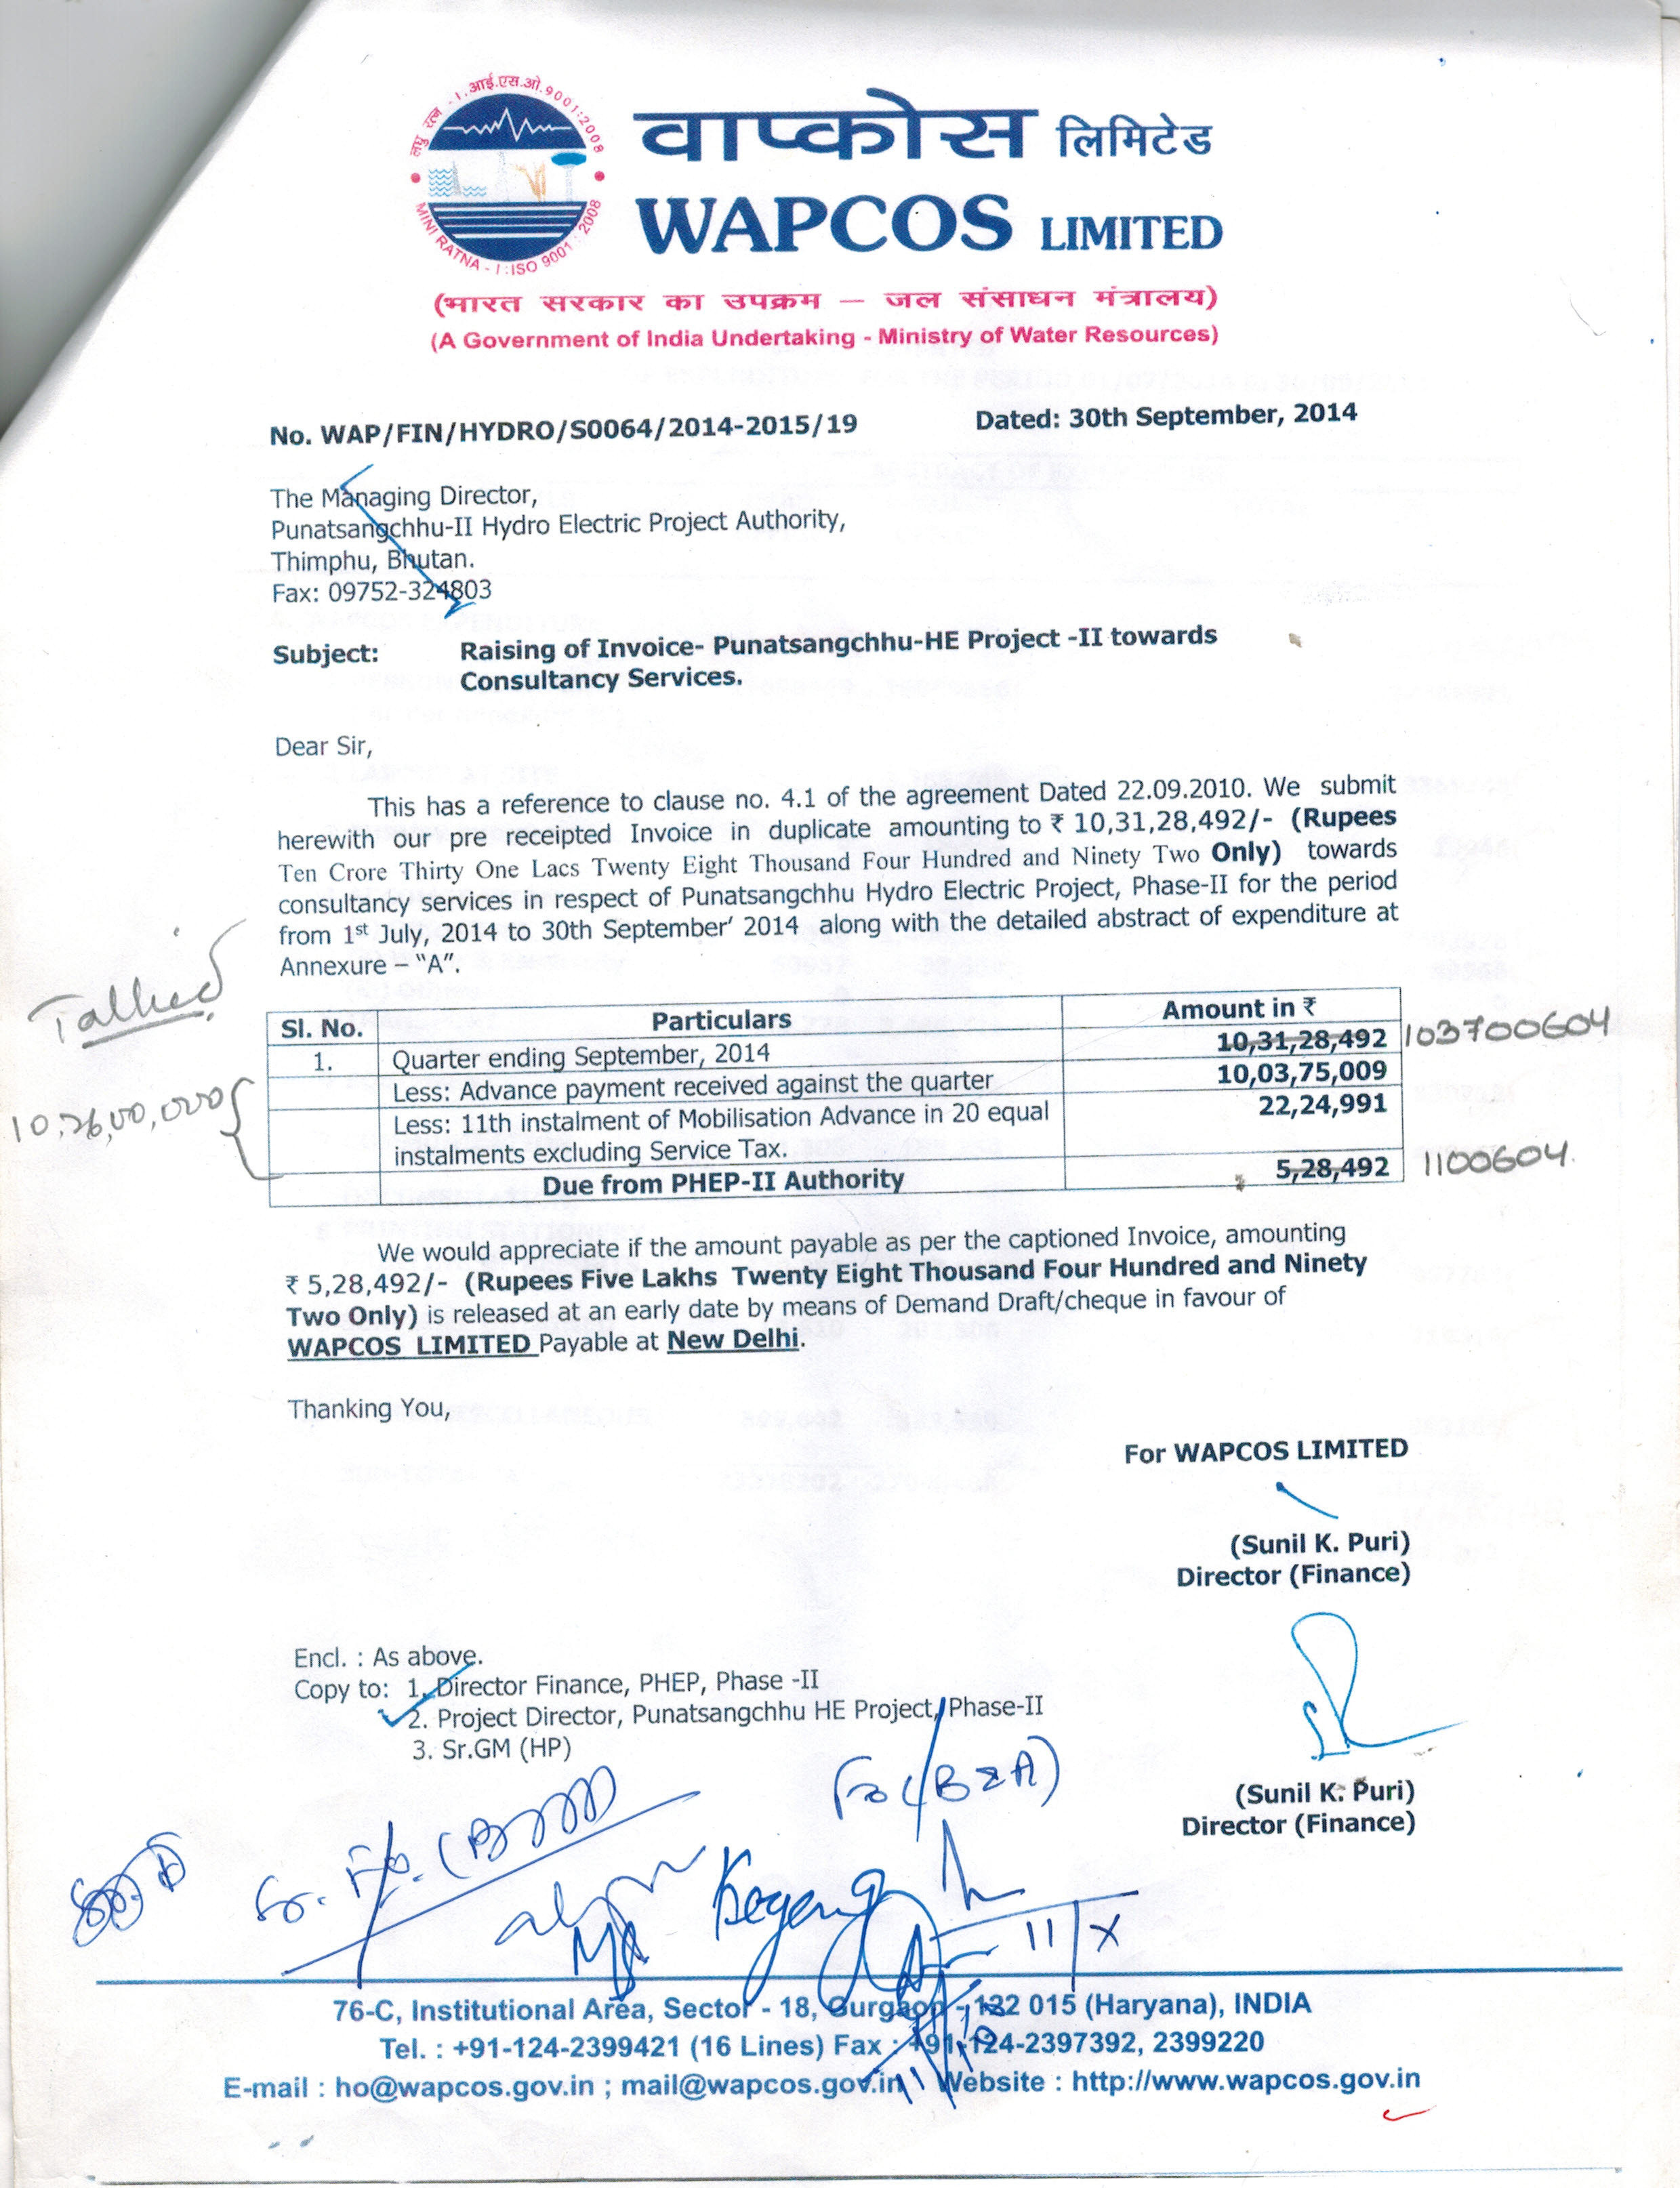 लघु रत्न - I. आई.एस.ओ. 9001:2008
MINI RATNA - I : ISO 9001 : 2008
वाप्कोस लिमिटेड
WAPCOS LIMITED
(भारत सरकार का उपक्रम – जल संसाधन मंत्रालय)
(A Government of India Undertaking - Ministry of Water Resources)
No. WAP/FIN/HYDRO/S0064/2014-2015/19 Dated: 30th September, 2014
The Managing Director,
Punatsangchhu-II Hydro Electric Project Authority,
Thimphu, Bhutan.
Fax: 09752-324803
Subject: Raising of Invoice- Punatsangchhu-HE Project -II towards
Consultancy Services.
Dear Sir,
This has a reference to clause no. 4.1 of the agreement Dated 22.09.2010. We submit
herewith our pre receipted Invoice in duplicate amounting to ₹ 10,31,28,492/- (Rupees
Ten Crore Thirty One Lacs Twenty Eight Thousand Four Hundred and Ninety Two Only) towards
consultancy services in respect of Punatsangchhu Hydro Electric Project, Phase-II for the period
from 1st July, 2014 to 30th September' 2014 along with the detailed abstract of expenditure at
Annexure – "A".
Tallied
Sl. No. Particulars Amount in ₹
1. Quarter ending September, 2014 10,31,28,492 103700604
Less: Advance payment received against the quarter 10,03,75,009
10,26,00,000
Less: 11th instalment of Mobilisation Advance in 20 equal 22,24,991
instalments excluding Service Tax.
Due from PHEP-II Authority 5,28,492 1100604
We would appreciate if the amount payable as per the captioned Invoice, amounting
₹ 5,28,492/- (Rupees Five Lakhs Twenty Eight Thousand Four Hundred and Ninety
Two Only) is released at an early date by means of Demand Draft/cheque in favour of
WAPCOS LIMITED Payable at New Delhi.
Thanking You,
For WAPCOS LIMITED
(Sunil K. Puri)
Director (Finance)
Encl. : As above.
Copy to: 1. Director Finance, PHEP, Phase -II
2. Project Director, Punatsangchhu HE Project, Phase-II
3. Sr.GM (HP)
(Sunil K. Puri)
Director (Finance)
Fo (B&A)
11/X
76-C, Institutional Area, Sector - 18, Gurgaon - 122 015 (Haryana), INDIA
Tel. : +91-124-2399421 (16 Lines) Fax : +91-124-2397392, 2399220
E-mail : ho@wapcos.gov.in ; mail@wapcos.gov.in Website : http://www.wapcos.gov.in